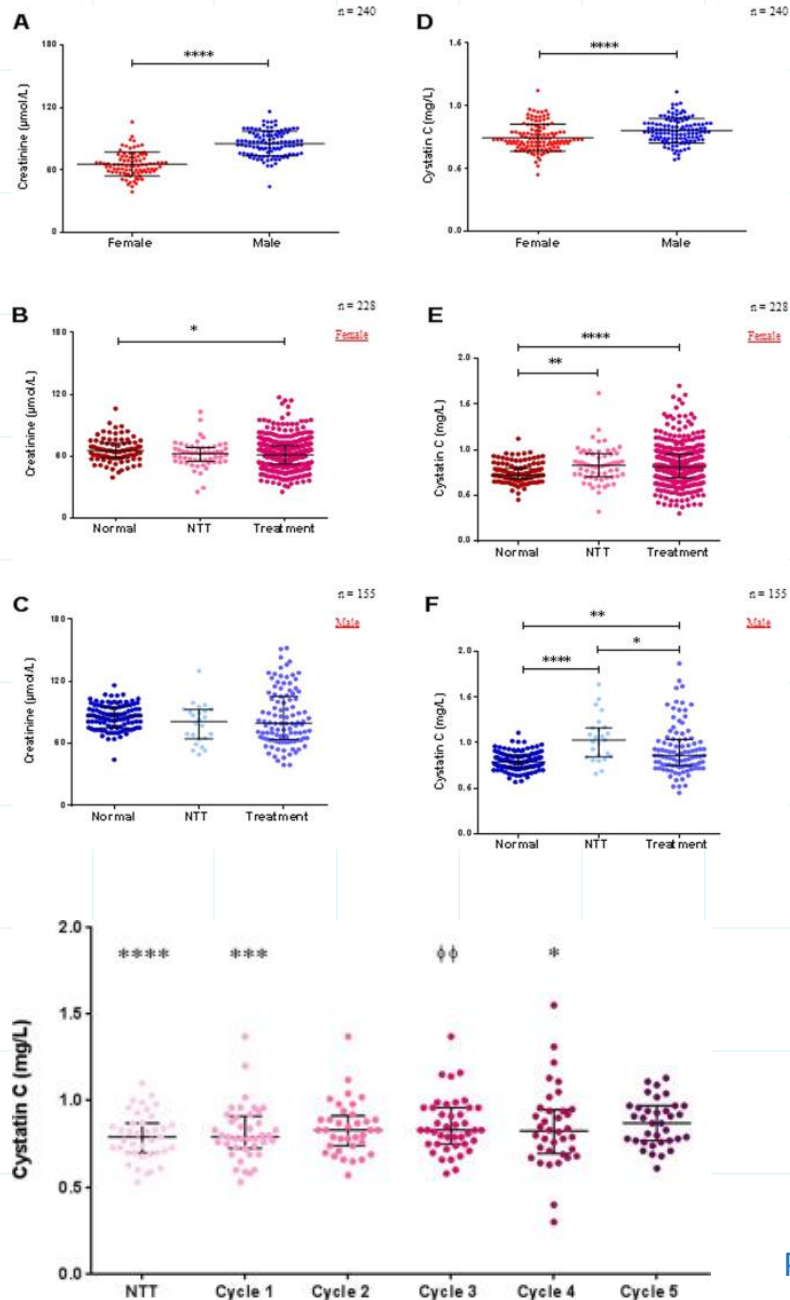 A
n = 240
180
120
60
0
Creatinine (µmol/L)
****
Female Male
D
n = 240
1.6
1.0
0.6
0.0
Cystatin C (mg/L)
****
Female Male
B
n = 228
Female
180
120
60
0
Creatinine (µmol/L)
*
Normal NTT Treatment
E
n = 228
Female
2.0
1.6
1.0
0.6
0.0
Cystatin C (mg/L)
****
**
Normal NTT Treatment
C
n = 155
Male
180
120
60
0
Creatinine (µmol/L)
Normal NTT Treatment
F
n = 155
Male
2.0
1.6
1.0
0.6
0.0
Cystatin C (mg/L)
**
**** *
Normal NTT Treatment
2.0
1.5
1.0
0.5
0.0
Cystatin C (mg/L)
**** *** ϕϕ *
NTT Cycle 1 Cycle 2 Cycle 3 Cycle 4 Cycle 5